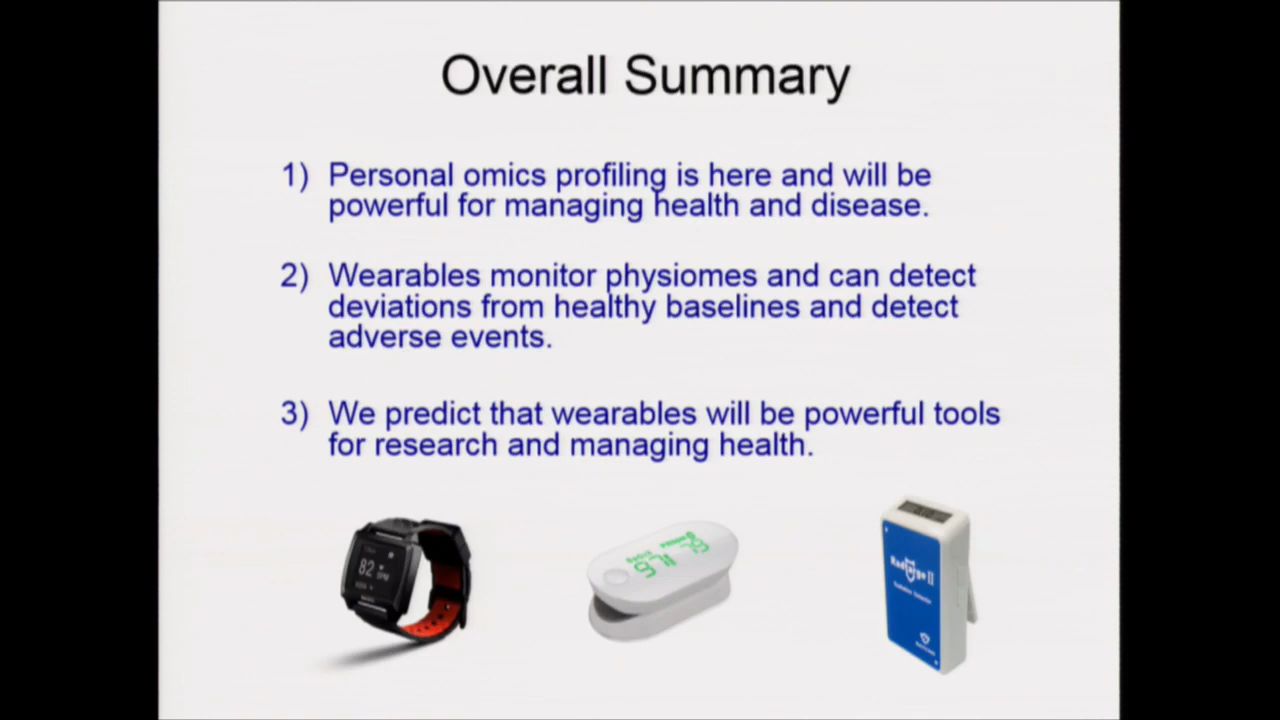 Overall Summary
1) Personal omics profiling is here and will be
powerful for managing health and disease.
2) Wearables monitor physiomes and can detect
deviations from healthy baselines and detect
adverse events.
3) We predict that wearables will be powerful tools
for research and managing health.
82 BPM